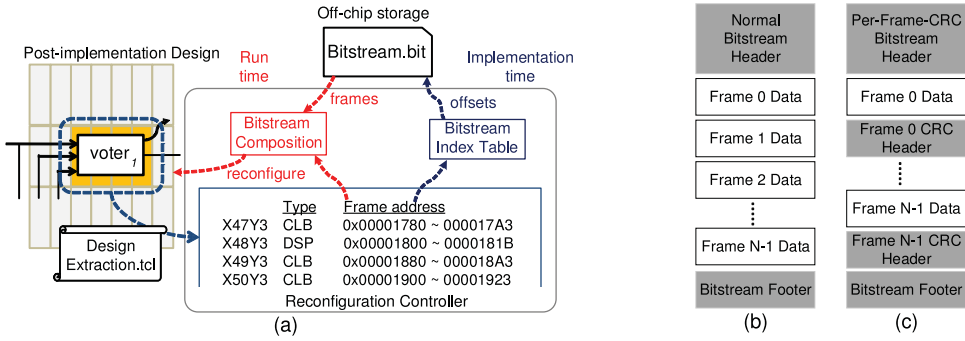 Off-chip storage
Post-implementation Design
Bitstream.bit
Run
time
Implementation
time
frames
offsets
Bitstream
Composition
Bitstream
Index Table
voter1
reconfigure
Type Frame address
X47Y3 CLB 0x00001780 ~ 000017A3
X48Y3 DSP 0x00001800 ~ 0000181B
X49Y3 CLB 0x00001880 ~ 000018A3
X50Y3 CLB 0x00001900 ~ 00001923
Design
Extraction.tcl
Reconfiguration Controller
(a)
Normal
Bitstream
Header
Frame 0 Data
Frame 1 Data
Frame 2 Data
Frame N-1 Data
Bitstream Footer
(b)
Per-Frame-CRC
Bitstream
Header
Frame 0 Data
Frame 0 CRC
Header
Frame N-1 Data
Frame N-1 CRC
Header
Bitstream Footer
(c)